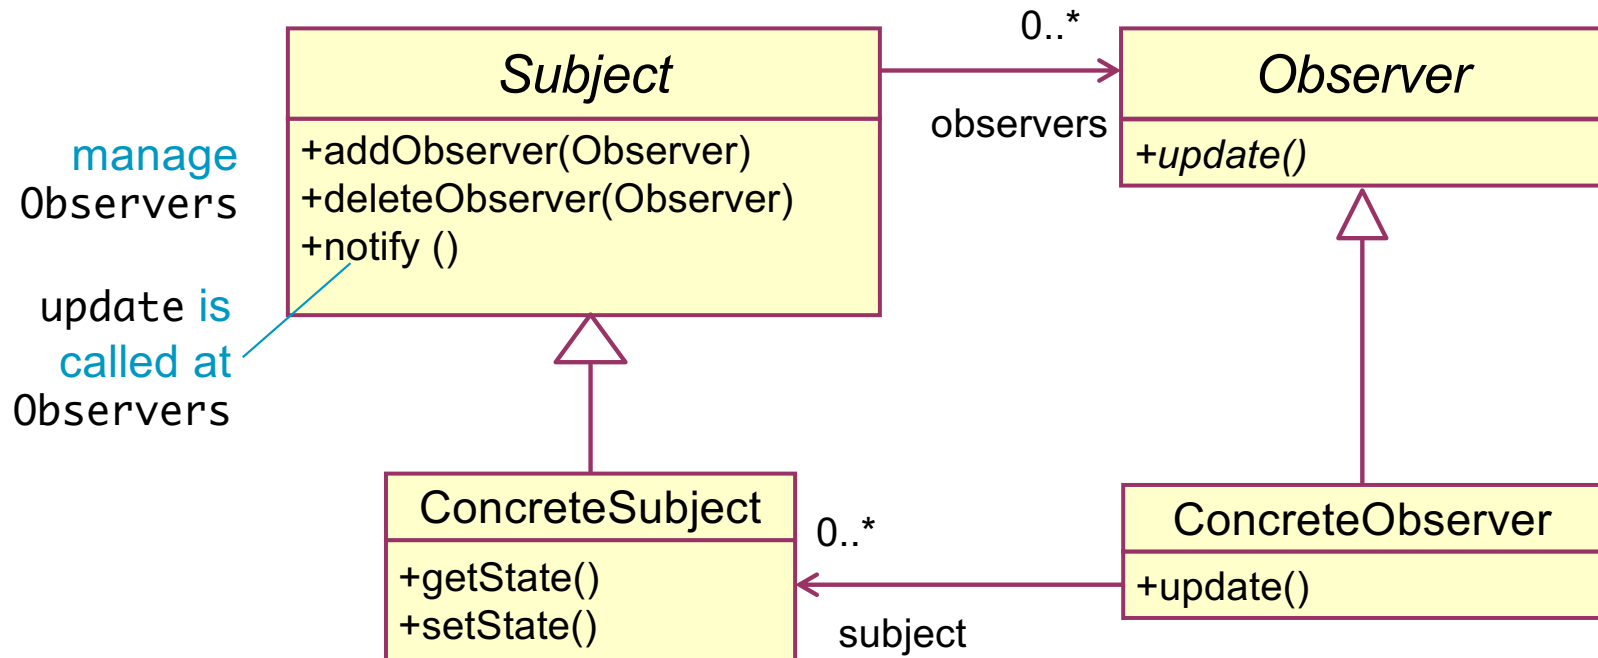 0..*
Subject
Observer
observers
manage
Observers
+addObserver(Observer)
+deleteObserver(Observer)
+notify ()
+update()
update is
called at
Observers
ConcreteSubject
0..*
ConcreteObserver
+getState()
+setState()
+update()
subject